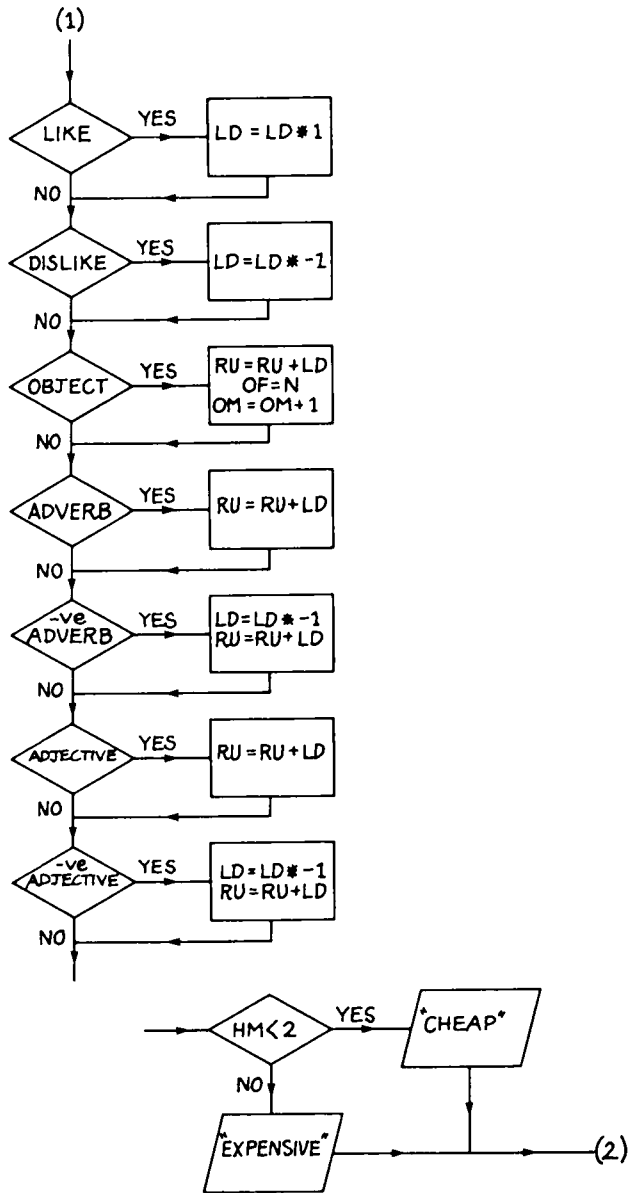 (1)
LIKE
YES
LD = LD * 1
NO
DISLIKE
YES
LD = LD * -1
NO
OBJECT
YES
RU = RU + LD
OF = N
OM = OM + 1
NO
ADVERB
YES
RU = RU + LD
NO
-ve
ADVERB
YES
LD = LD * -1
RU = RU + LD
NO
ADJECTIVE
YES
RU = RU + LD
NO
-ve
ADJECTIVE
YES
LD = LD * -1
RU = RU + LD
NO
HM < 2
YES
"CHEAP"
NO
"EXPENSIVE"
(2)